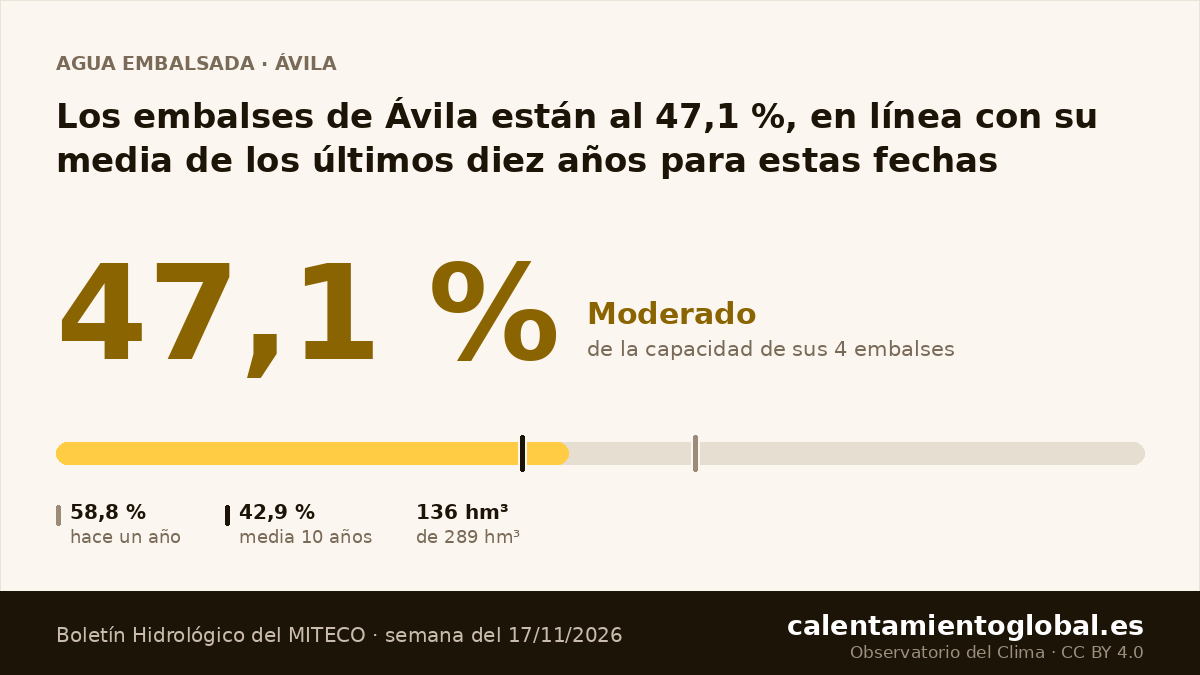 AGUA EMBALSADA · ÁVILA
Los embalses de Ávila están al 47,1 %, en línea con su
media de los últimos diez años para estas fechas
47,1 %
Moderado
de la capacidad de sus 4 embalses
58,8 %
hace un año
42,9 %
media 10 años
136 hm³
de 289 hm³
Boletín Hidrológico del MITECO · semana del 17/11/2026
calentamientoglobal.es
Observatorio del Clima · CC BY 4.0